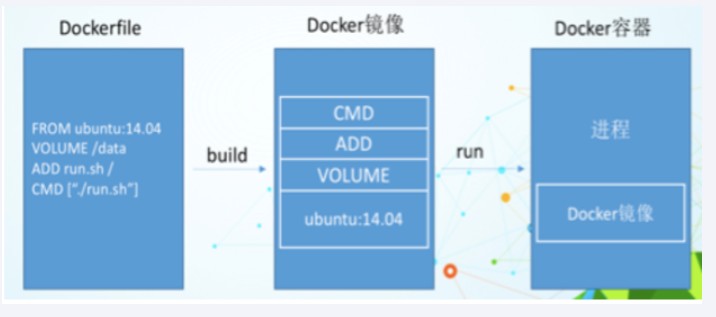 Dockerfile
FROM ubuntu:14.04
VOLUME /data
ADD run.sh /
CMD ["./run.sh"]
build
Docker镜像
CMD
ADD
VOLUME
ubuntu:14.04
run
Docker容器
进程
Docker镜像